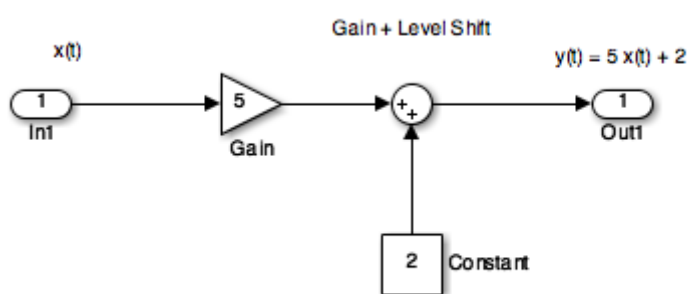 Gain + Level Shift
x(t)
y(t) = 5 x(t) + 2
1
5
+
+
1
In1
Gain
Out1
2
Constant